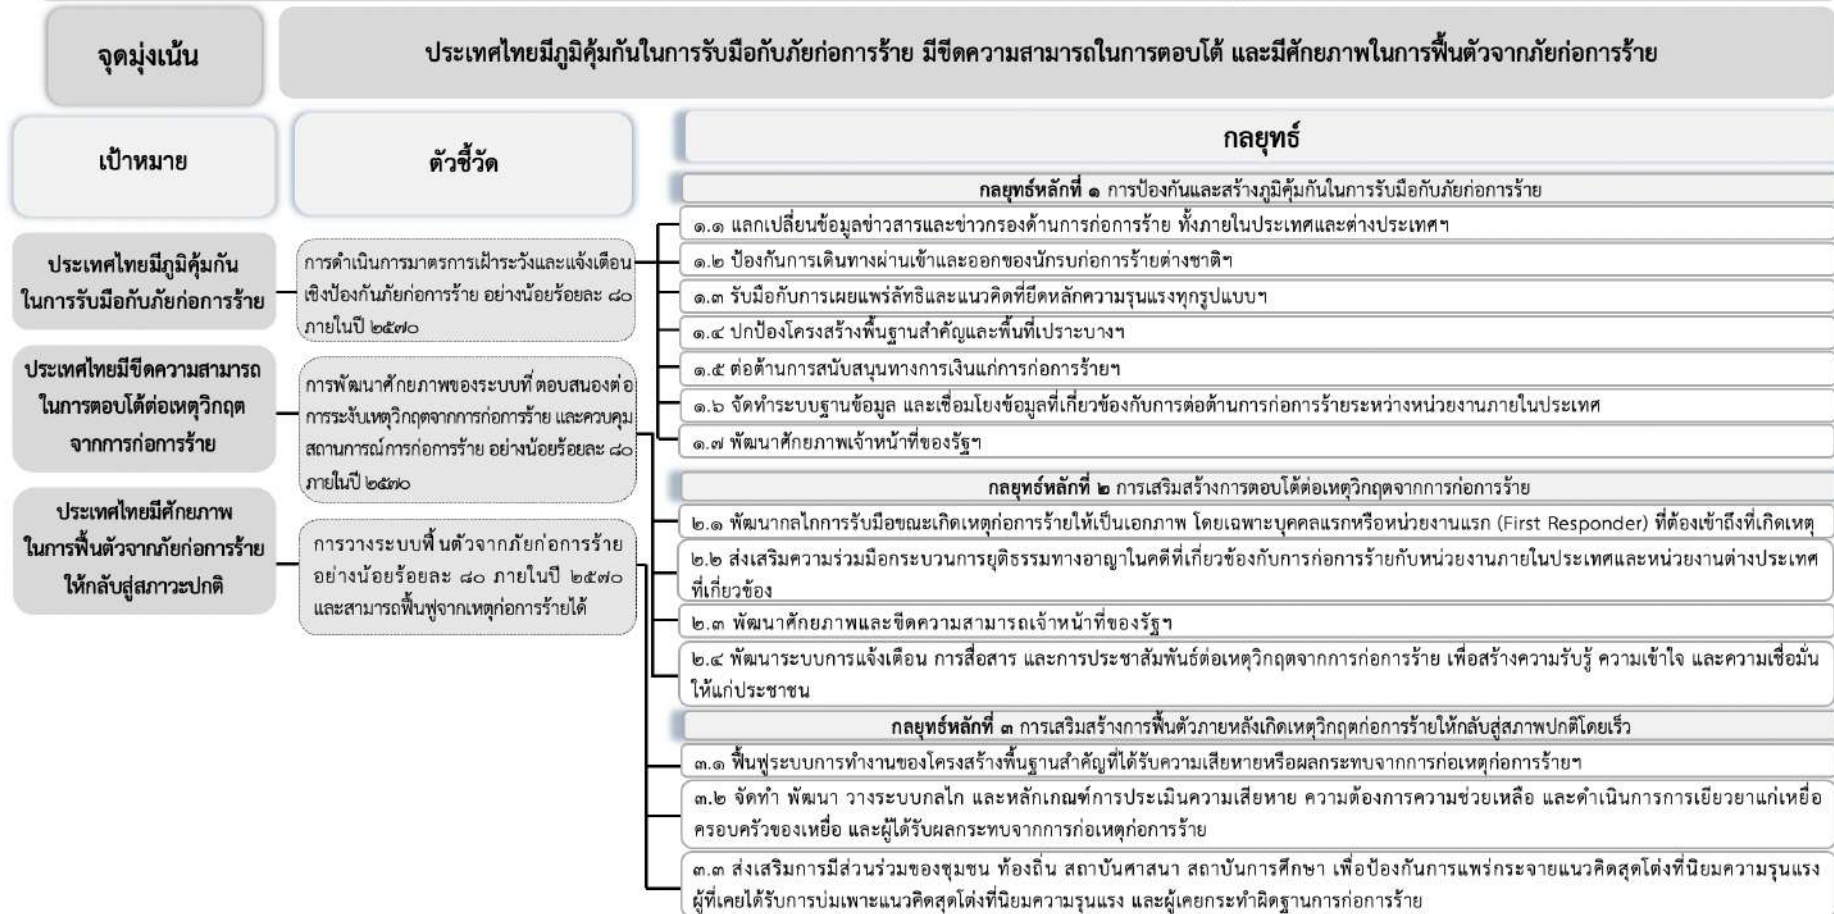 จุดมุ่งเน้น
ประเทศไทยมีภูมิคุ้มกันในการรับมือกับภัยก่อการร้าย มีขีดความสามารถในการตอบโต้ และมีศักยภาพในการฟื้นตัวจากภัยก่อการร้าย
เป้าหมาย
ตัวชี้วัด
กลยุทธ์
ประเทศไทยมีภูมิคุ้มกัน
ในการรับมือกับภัยก่อการร้าย
การดำเนินการมาตรการเฝ้าระวังและแจ้งเตือน
เชิงป้องกันภัยก่อการร้าย อย่างน้อยร้อยละ ๘๐
ภายในปี ๒๕๗๐
กลยุทธ์หลักที่ ๑ การป้องกันและสร้างภูมิคุ้มกันในการรับมือกับภัยก่อการร้าย
๑.๑ แลกเปลี่ยนข้อมูลข่าวสารและข่าวกรองด้านการก่อการร้าย ทั้งภายในประเทศและต่างประเทศฯ
๑.๒ ป้องกันการเดินทางผ่านเข้าและออกของนักรบก่อการร้ายต่างชาติฯ
๑.๓ รับมือกับการเผยแพร่ลัทธิและแนวคิดที่ยึดหลักความรุนแรงทุกรูปแบบฯ
๑.๔ ปกป้องโครงสร้างพื้นฐานสำคัญและพื้นที่เปราะบางฯ
๑.๕ ต่อต้านการสนับสนุนทางการเงินแก่การก่อการร้ายฯ
๑.๖ จัดทำระบบฐานข้อมูล และเชื่อมโยงข้อมูลที่เกี่ยวข้องกับการต่อต้านการก่อการร้ายระหว่างหน่วยงานภายในประเทศ
๑.๗ พัฒนาศักยภาพเจ้าหน้าที่ของรัฐฯ
ประเทศไทยมีขีดความสามารถ
ในการตอบโต้ต่อเหตุวิกฤต
จากการก่อการร้าย
การพัฒนาศักยภาพของระบบที่ตอบสนองต่อ
การระงับเหตุวิกฤตจากการก่อการร้าย และควบคุม
สถานการณ์การก่อการร้าย อย่างน้อยร้อยละ ๘๐
ภายในปี ๒๕๗๐
กลยุทธ์หลักที่ ๒ การเสริมสร้างการตอบโต้ต่อเหตุวิกฤตจากการก่อการร้าย
๒.๑ พัฒนากลไกการรับมือขณะเกิดเหตุก่อการร้ายให้เป็นเอกภาพ โดยเฉพาะบุคคลแรกหรือหน่วยงานแรก (First Responder) ที่ต้องเข้าถึงที่เกิดเหตุ
๒.๒ ส่งเสริมความร่วมมือกระบวนการยุติธรรมทางอาญาในคดีที่เกี่ยวข้องกับการก่อการร้ายกับหน่วยงานภายในประเทศและหน่วยงานต่างประเทศ
ที่เกี่ยวข้อง
๒.๓ พัฒนาศักยภาพและขีดความสามารถเจ้าหน้าที่ของรัฐฯ
๒.๔ พัฒนาระบบการแจ้งเตือน การสื่อสาร และการประชาสัมพันธ์ต่อเหตุวิกฤตจากการก่อการร้าย เพื่อสร้างความรับรู้ ความเข้าใจ และความเชื่อมั่น
ให้แก่ประชาชน
ประเทศไทยมีศักยภาพ
ในการฟื้นตัวจากภัยก่อการร้าย
ให้กลับสู่สภาวะปกติ
การวางระบบฟื้นตัวจากภัยก่อการร้าย
อย่างน้อยร้อยละ ๘๐ ภายในปี ๒๕๗๐
และสามารถฟื้นฟูจากเหตุก่อการร้ายได้
กลยุทธ์หลักที่ ๓ การเสริมสร้างการฟื้นตัวภายหลังเกิดเหตุวิกฤตก่อการร้ายให้กลับสู่สภาพปกติโดยเร็ว
๓.๑ ฟื้นฟูระบบการทำงานของโครงสร้างพื้นฐานสำคัญที่ได้รับความเสียหายหรือผลกระทบจากการก่อเหตุก่อการร้ายฯ
๓.๒ จัดทำ พัฒนา วางระบบกลไก และหลักเกณฑ์การประเมินความเสียหาย ความต้องการความช่วยเหลือ และดำเนินการการเยียวยาแก่เหยื่อ
ครอบครัวของเหยื่อ และผู้ได้รับผลกระทบจากการก่อเหตุก่อการร้าย
๓.๓ ส่งเสริมการมีส่วนร่วมของชุมชน ท้องถิ่น สถาบันศาสนา สถาบันการศึกษา เพื่อป้องกันการแพร่กระจายแนวคิดสุดโต่งที่นิยมความรุนแรง
ผู้ที่เคยได้รับการบ่มเพาะแนวคิดสุดโต่งที่นิยมความรุนแรง และผู้เคยกระทำผิดฐานการก่อการร้าย